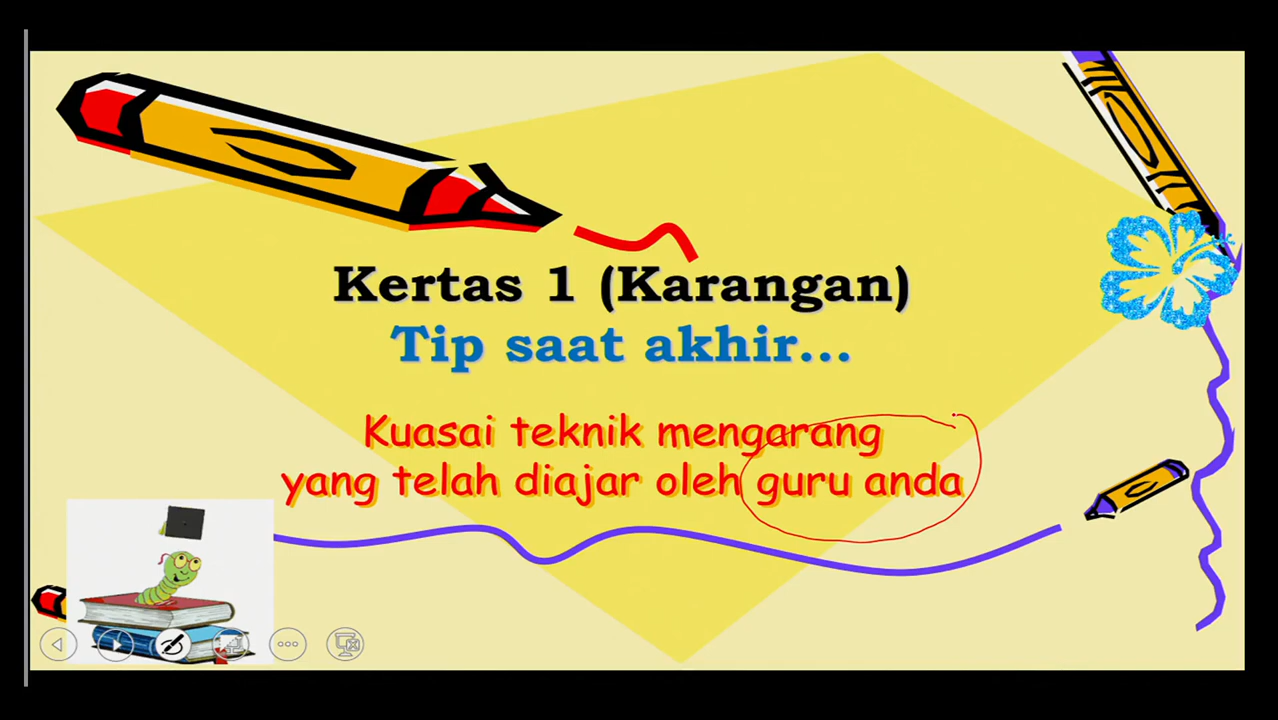 Kertas 1 (Karangan)
Tip saat akhir...
Kuasai teknik mengarang
yang telah diajar oleh guru anda